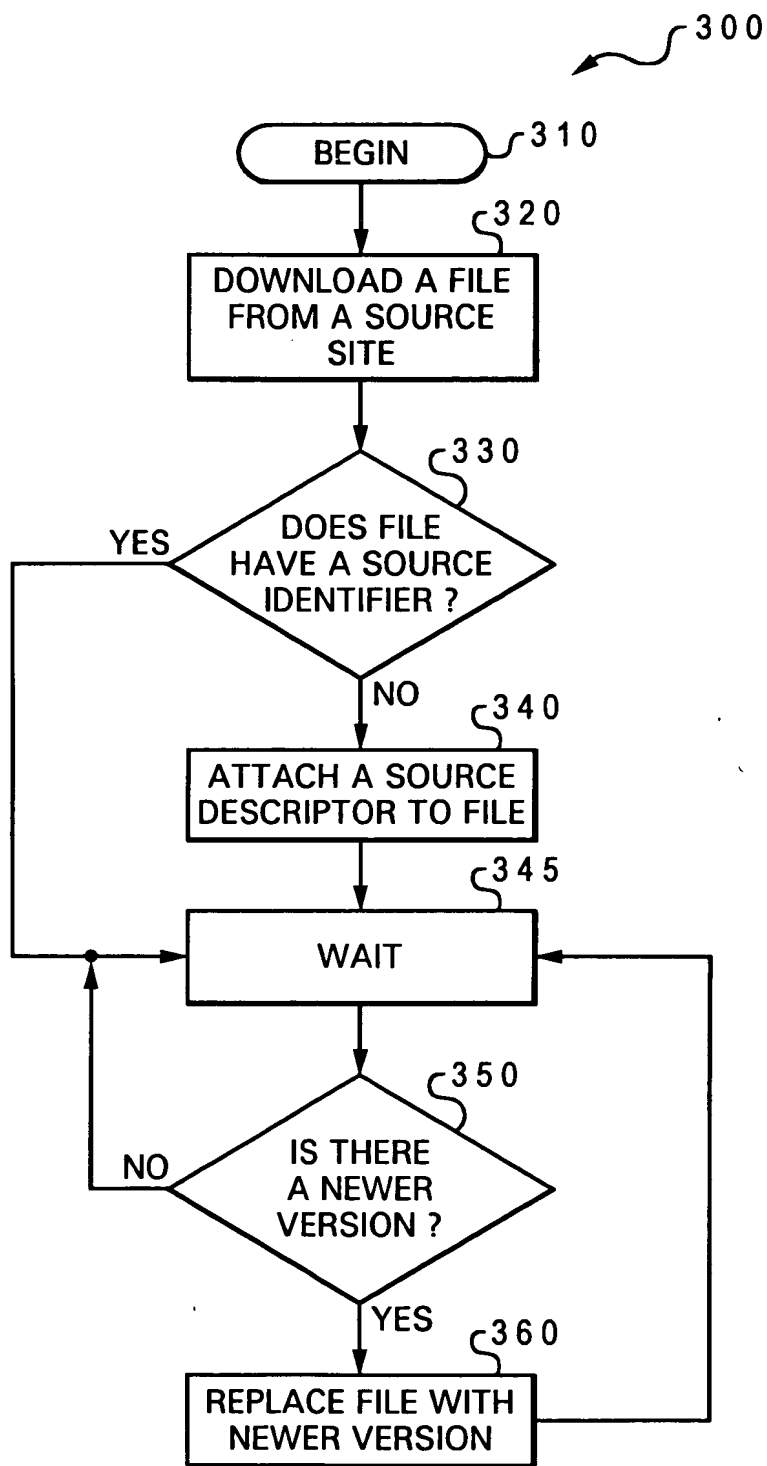 300
BEGIN
310
320
DOWNLOAD A FILE
FROM A SOURCE
SITE
330
YES
DOES FILE
HAVE A SOURCE
IDENTIFIER ?
NO
340
ATTACH A SOURCE
DESCRIPTOR TO FILE
345
WAIT
350
NO
IS THERE
A NEWER
VERSION ?
YES
360
REPLACE FILE WITH
NEWER VERSION